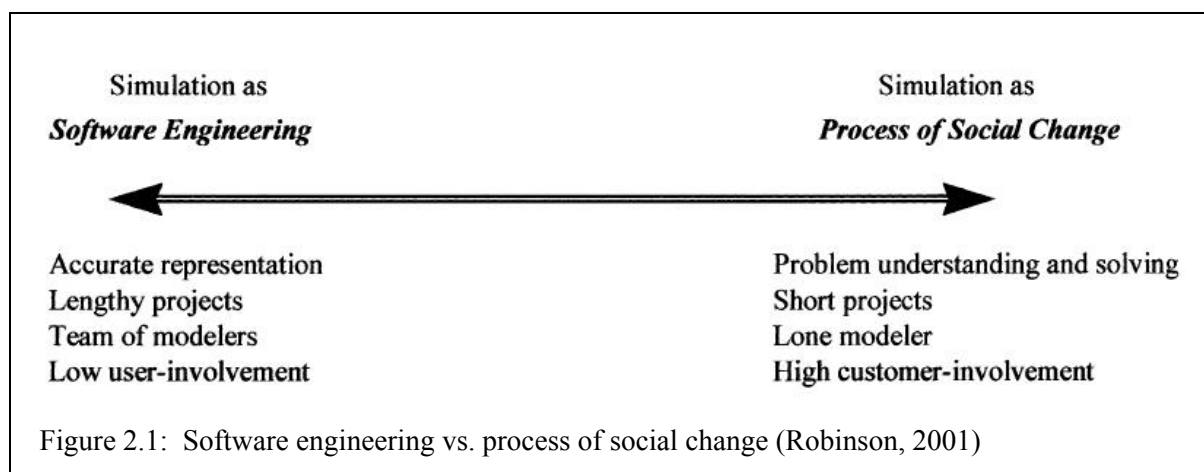 Simulation as
Software Engineering
Simulation as
Process of Social Change
Accurate representation
Lengthy projects
Team of modelers
Low user-involvement
Problem understanding and solving
Short projects
Lone modeler
High customer-involvement
Figure 2.1:  Software engineering vs. process of social change (Robinson, 2001)